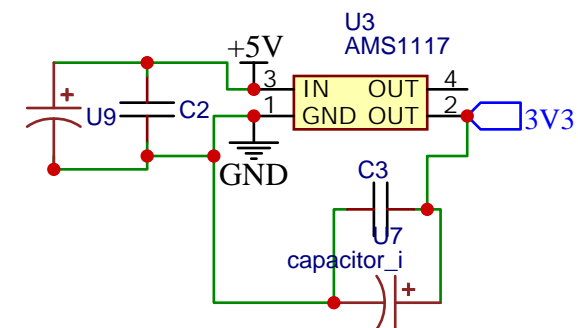 U3
AMS1117
+5V
3 IN OUT 4
1 GND OUT 2
3V3
+
U9
C2
GND
C3
U7
capacitor_i
+